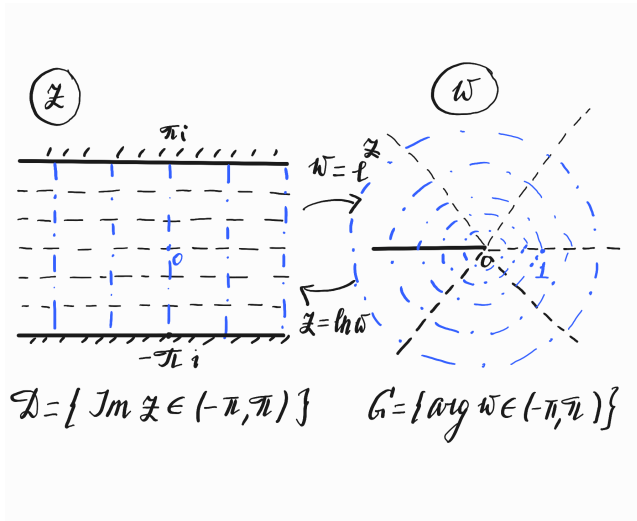 z
w
πi
w = e^z
0
0
1
z = ln w
-πi
D = { Im z ∈ (-π, π) }
G = { arg w ∈ (-π, π) }